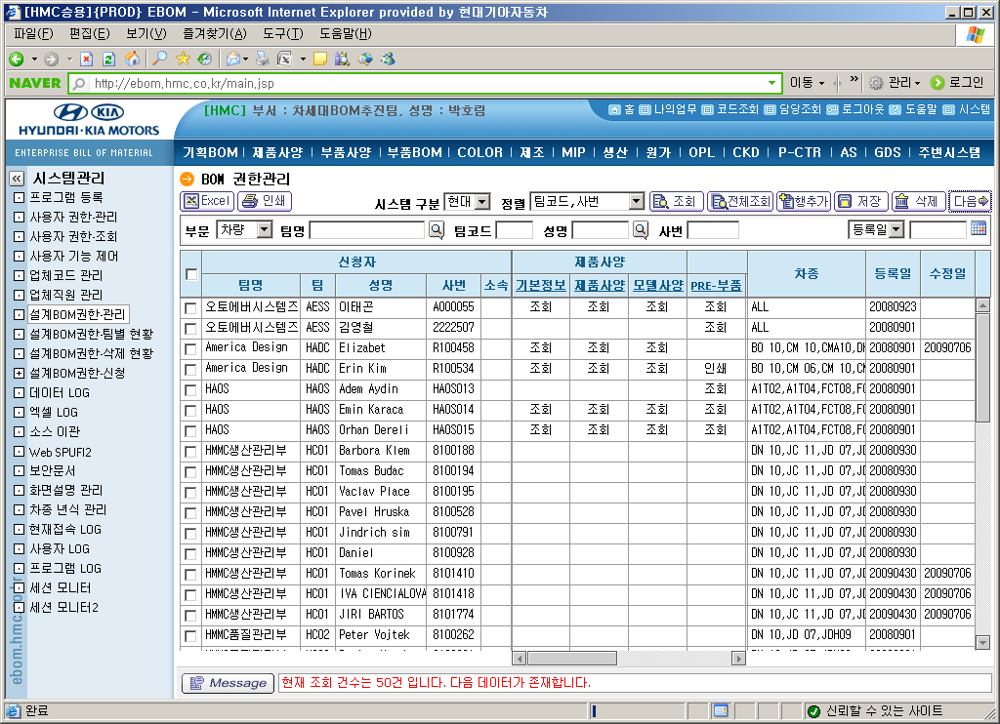 [HMC승용]{PROD} EBOM - Microsoft Internet Explorer provided by 현대기아자동차
파일(F) 편집(E) 보기(V) 즐겨찾기(A) 도구(T) 도움말(H)
NAVER http://ebom.hmc.co.kr/main.jsp 이동 » 관리 로그인
HYUNDAI·KIA MOTORS
[HMC] 부서 : 차세대BOM추진팀, 성명 : 박호림
홈 나의업무 코드조회 담당조회 로그아웃 도움말 시스템
ENTERPRISE BILL OF MATERIAL
기획BOM | 제품사양 | 부품사양 | 부품BOM | COLOR | 제조 | MIP | 생산 | 원가 | OPL | CKD | P-CTR | AS | GDS | 주변시스템
« 시스템관리
프로그램 등록
사용자 권한-관리
사용자 권한-조회
사용자 기능 제어
업체코드 관리
업체직원 관리
설계BOM권한-관리
설계BOM권한-팀별 현황
설계BOM권한-삭제 현황
설계BOM권한-신청
데이터 LOG
엑셀 LOG
소스 이관
Web SPUFI2
보안문서
화면설명 관리
차종 년식 관리
현재접속 LOG
사용자 LOG
프로그램 LOG
세션 모니터
세션 모니터2
BOM 권한관리
Excel 인쇄 시스템 구분 현대 정렬 팀코드,사번 조회 전체조회 행추가 저장 삭제 다음
부문 차량 팀명 팀코드 성명 사번 등록일
신청자 제품사양 차종 등록일 수정일
팀명 팀 성명 사번 소속 기본정보 제품사양 모델사양 PRE-부품
오토에버시스템즈 AESS 이태곤 A000055 조회 조회 조회 조회 ALL 20080923
오토에버시스템즈 AESS 김영철 2222507 조회 ALL 20080901
America Design HADC Elizabet R100458 조회 조회 조회 BO 10,CM 10,CMA10,DH 20080901 20090706
America Design HADC Erin Kim R100534 조회 조회 조회 인쇄 BO 10,CM 06,CM 10,CM 20080901
HAOS HAOS Adem Aydin HAOS013 조회 A1T02,A1T04,FCT08,FO 20080901
HAOS HAOS Emin Karaca HAOS014 조회 조회 조회 조회 A1T02,A1T04,FCT08,FO 20080901
HAOS HAOS Orhan Dereli HAOS015 조회 조회 조회 조회 A1T02,A1T04,FCT08,FO 20080901
HMMC생산관리부 HC01 Barbora Klem 8100188 DN 10,JC 11,JD 07,JD 20080930
HMMC생산관리부 HC01 Tomas Budac 8100194 DN 10,JC 11,JD 07,JD 20080930
HMMC생산관리부 HC01 Vaclav Place 8100195 DN 10,JC 11,JD 07,JD 20080930
HMMC생산관리부 HC01 Pavel Hruska 8100528 DN 10,JC 11,JD 07,JD 20080930
HMMC생산관리부 HC01 Jindrich sim 8100791 DN 10,JC 11,JD 07,JD 20080930
HMMC생산관리부 HC01 Daniel 8100928 DN 10,JC 11,JD 07,JD 20080930
HMMC생산관리부 HC01 Tomas Korinek 8101410 DN 10,JC 11,JD 07,JD 20090430 20090706
HMMC생산관리부 HC01 IVA CIENCIALOVA 8101418 DN 10,JC 11,JD 07,JD 20090430 20090706
HMMC생산관리부 HC01 JIRI BARTOS 8101774 DN 10,JC 11,JD 07,JD 20090430 20090706
HMMC품질관리부 HC02 Peter Vojtek 8100262 DN 10,JD 07,JDH09 20080901
Message 현재 조회 건수는 50건 입니다. 다음 데이터가 존재합니다.
완료 신뢰할 수 있는 사이트